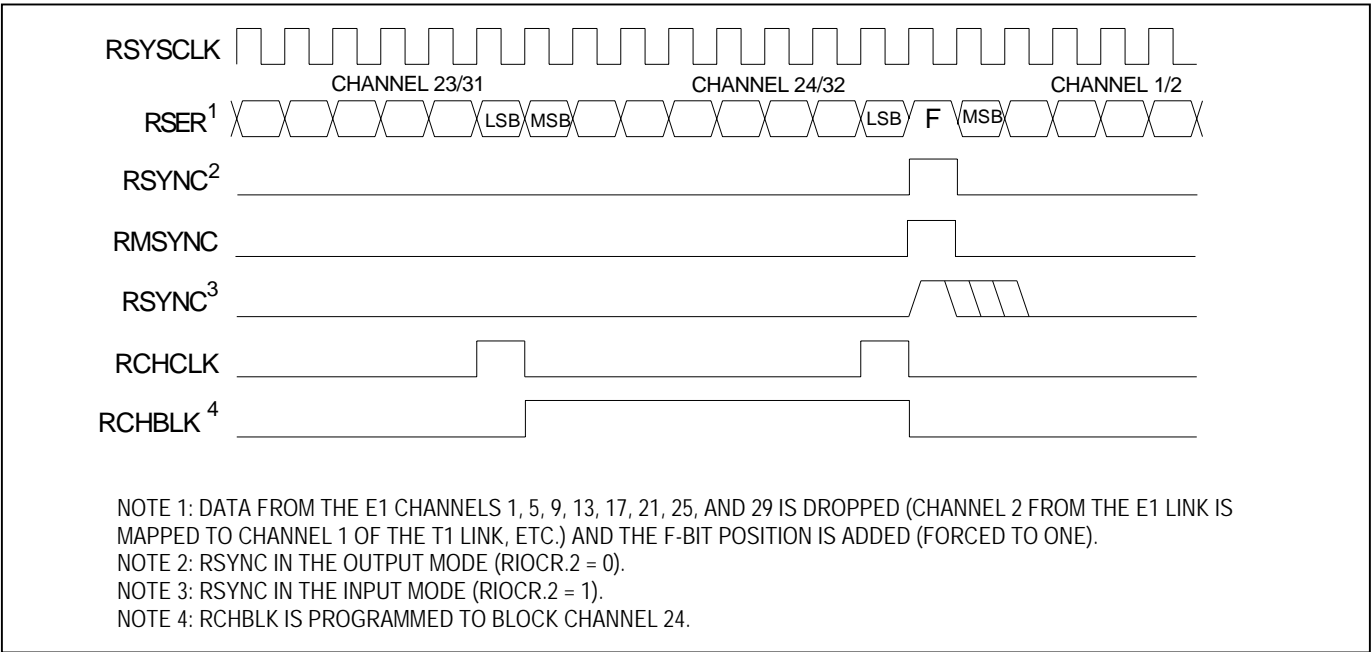 RSYSCLK
CHANNEL 23/31 CHANNEL 24/32 CHANNEL 1/2
RSER1 LSB MSB LSB F MSB
RSYNC2
RMSYNC
RSYNC3
RCHCLK
RCHBLK 4
NOTE 1: DATA FROM THE E1 CHANNELS 1, 5, 9, 13, 17, 21, 25, AND 29 IS DROPPED (CHANNEL 2 FROM THE E1 LINK IS
MAPPED TO CHANNEL 1 OF THE T1 LINK, ETC.) AND THE F-BIT POSITION IS ADDED (FORCED TO ONE).
NOTE 2: RSYNC IN THE OUTPUT MODE (RIOCR.2 = 0).
NOTE 3: RSYNC IN THE INPUT MODE (RIOCR.2 = 1).
NOTE 4: RCHBLK IS PROGRAMMED TO BLOCK CHANNEL 24.